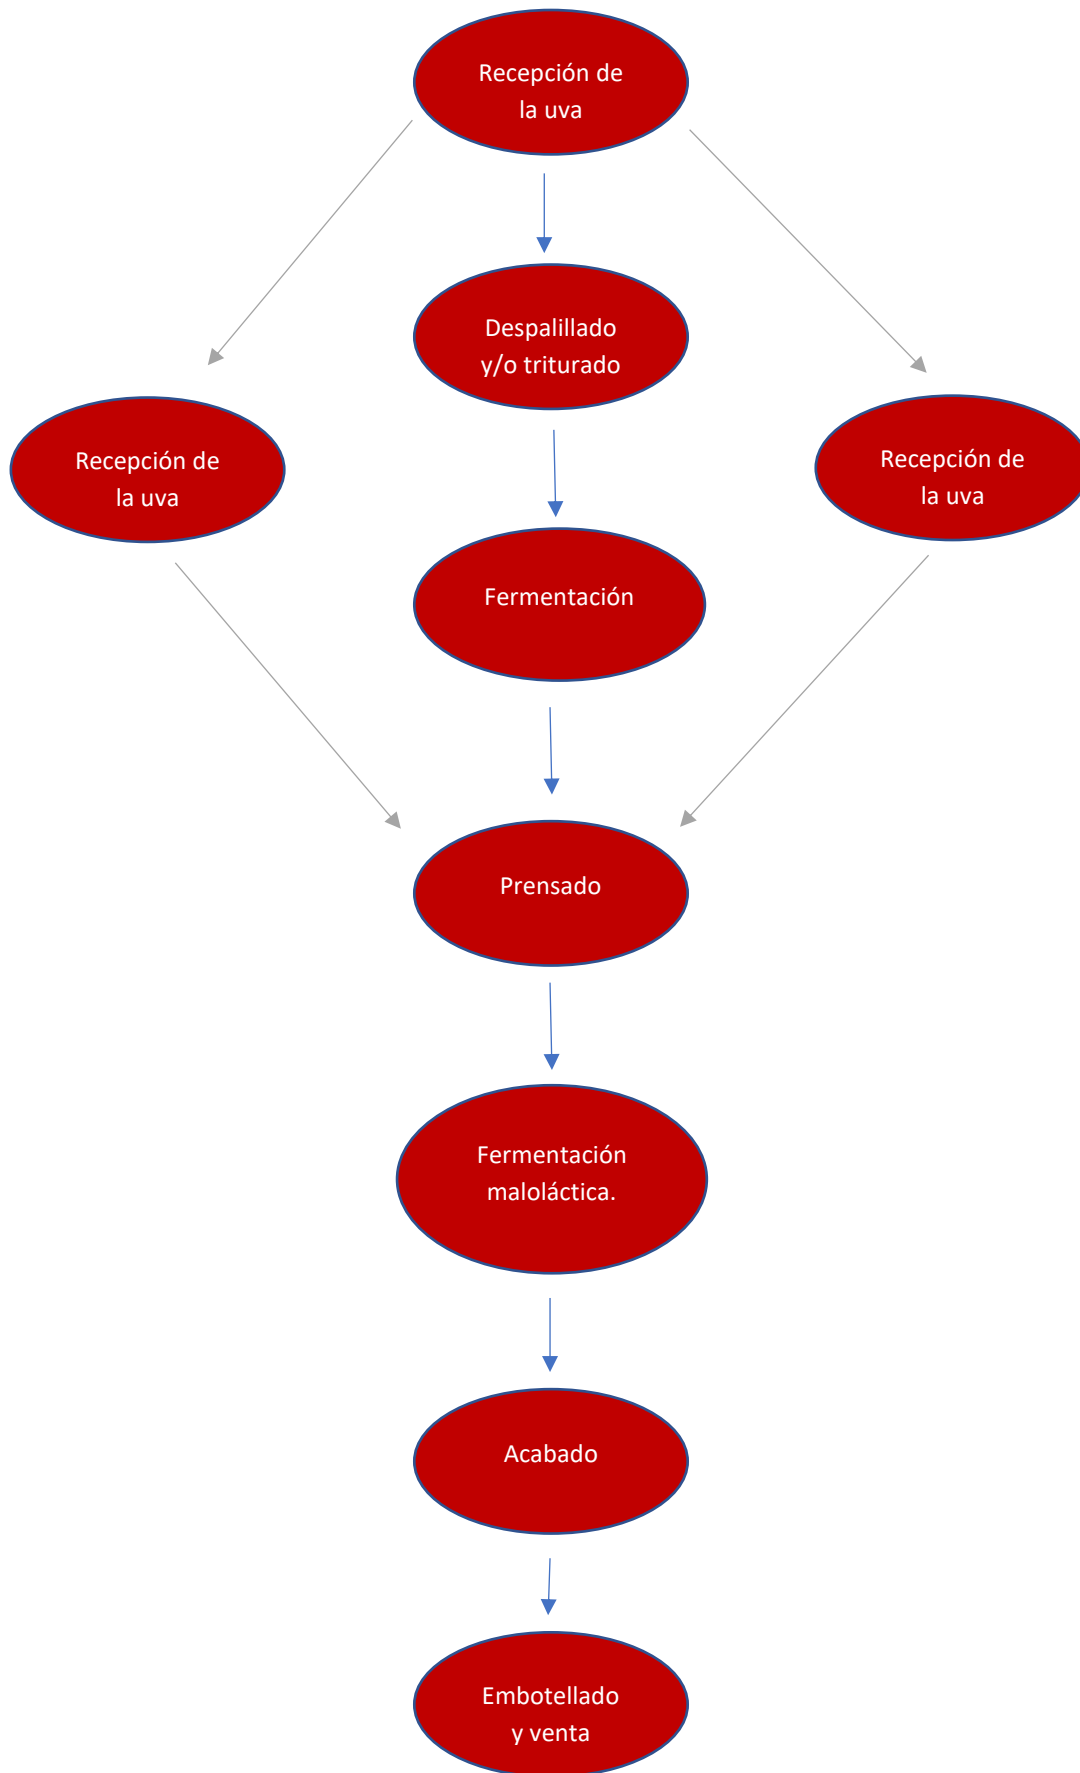 Recepción de
la uva
Despalillado
y/o triturado
Recepción de
la uva
Recepción de
la uva
Fermentación
Prensado
Fermentación
maloláctica.
Acabado
Embotellado
y venta